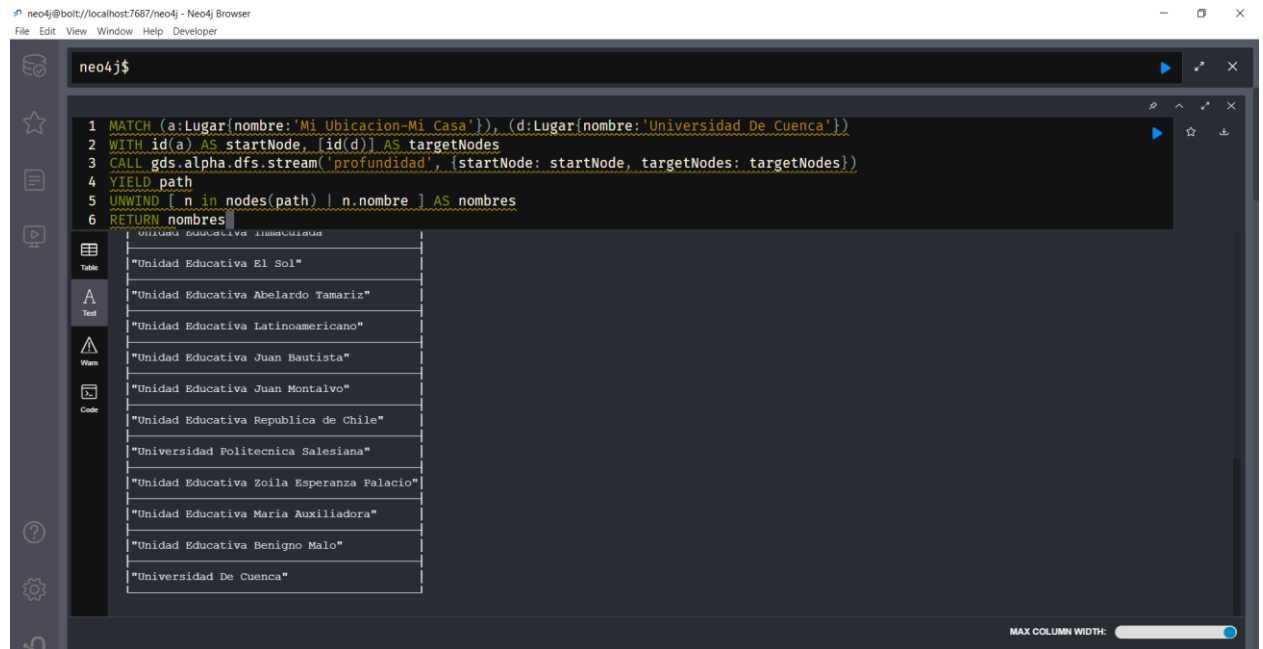 neo4j@bolt://localhost:7687/neo4j - Neo4j Browser
File Edit View Window Help Developer
neo4j$
1 MATCH (a:Lugar{nombre:'Mi Ubicacion-Mi Casa'}), (d:Lugar{nombre:'Universidad De Cuenca'})
2 WITH id(a) AS startNode, [id(d)] AS targetNodes
3 CALL gds.alpha.dfs.stream('profundidad', {startNode: startNode, targetNodes: targetNodes})
4 YIELD path
5 UNWIND [ n in nodes(path) | n.nombre ] AS nombres
6 RETURN nombres
Table
Text
Warn
Code
"Unidad Educativa Inmaculada"
"Unidad Educativa El Sol"
"Unidad Educativa Abelardo Tamariz"
"Unidad Educativa Latinoamericano"
"Unidad Educativa Juan Bautista"
"Unidad Educativa Juan Montalvo"
"Unidad Educativa Republica de Chile"
"Universidad Politecnica Salesiana"
"Unidad Educativa Zoila Esperanza Palacio"
"Unidad Educativa Maria Auxiliadora"
"Unidad Educativa Benigno Malo"
"Universidad De Cuenca"
MAX COLUMN WIDTH: